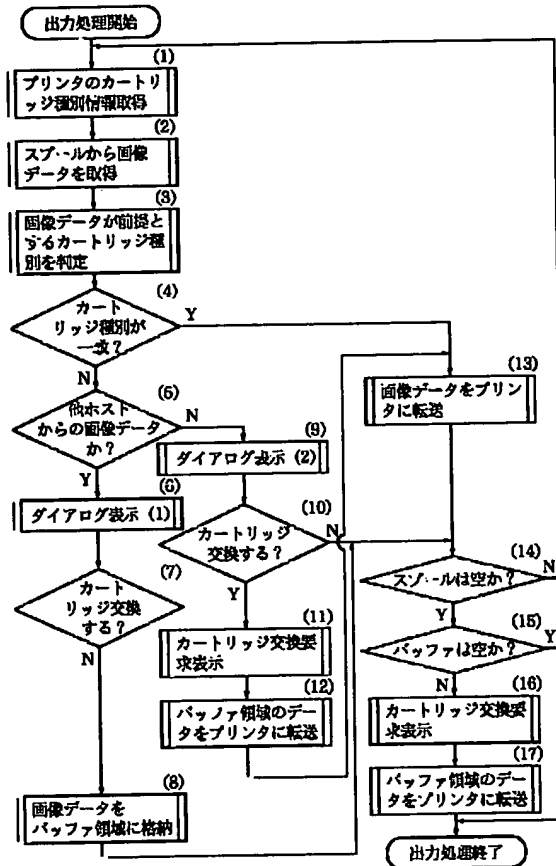 出力処理開始
(1)
プリンタのカートリ
ッジ種別情報取得
(2)
スプールから画像
データを取得
(3)
画像データが前提と
するカートリッジ種
別を判定
(4)
カート
リッジ種別が
一致?
Y
N
(5)
他ホスト
からの画像データ
か?
N
Y
(6)
ダイアログ表示 (1)
(7)
カート
リッジ交換
する?
N
(8)
画像データを
バッファ領域に格納
(9)
ダイアログ表示 (2)
(10)
カートリッジ
交換する?
N
Y
(11)
カートリッジ交換要
求表示
(12)
バッファ領域のデー
タをプリンタに転送
(13)
画像データをプリン
タに転送
(14)
スプールは空か?
N
Y
(15)
バッファは空か?
Y
N
(16)
カートリッジ交換要
求表示
(17)
バッファ領域のデー
タをプリンタに転送
出力処理終了